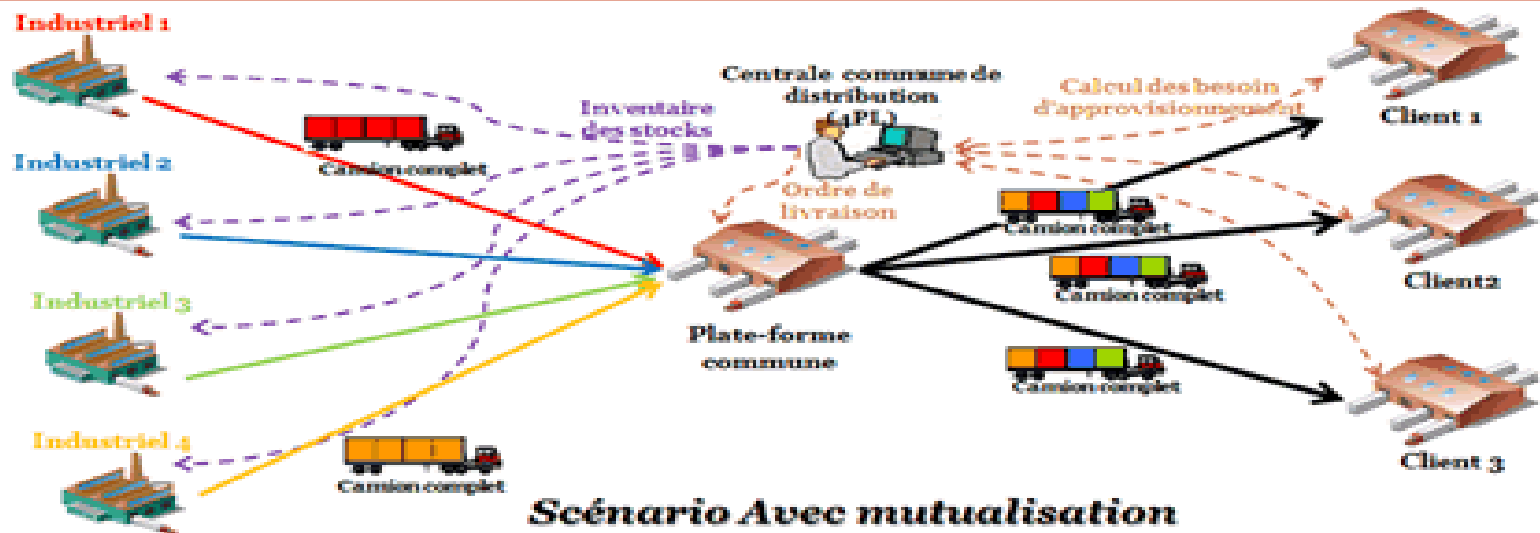 Industriel 1
Camion complet
Inventaire
des stocks
Centrale commune de
distribution
(4PL)
Calcul des besoin
d'approvisionnement
Client 1
Industriel 2
Ordre de
livraison
Camion complet
Client2
Camion complet
Industriel 3
Plate-forme
commune
Camion complet
Client 3
Industriel 4
Camion complet
Scénario Avec mutualisation